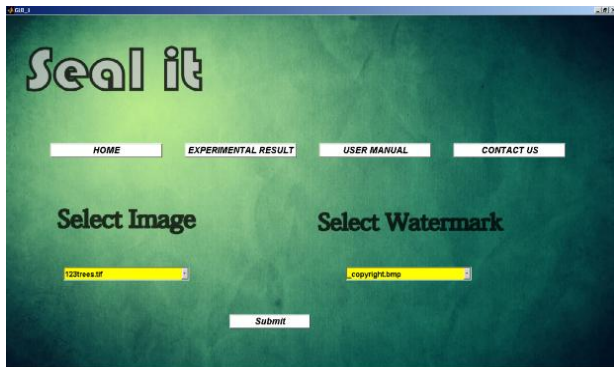 GUI_1
Seal it
HOME EXPERIMENTAL RESULT USER MANUAL CONTACT US
Select Image Select Watermark
123trees.tif _copyright.bmp
Submit